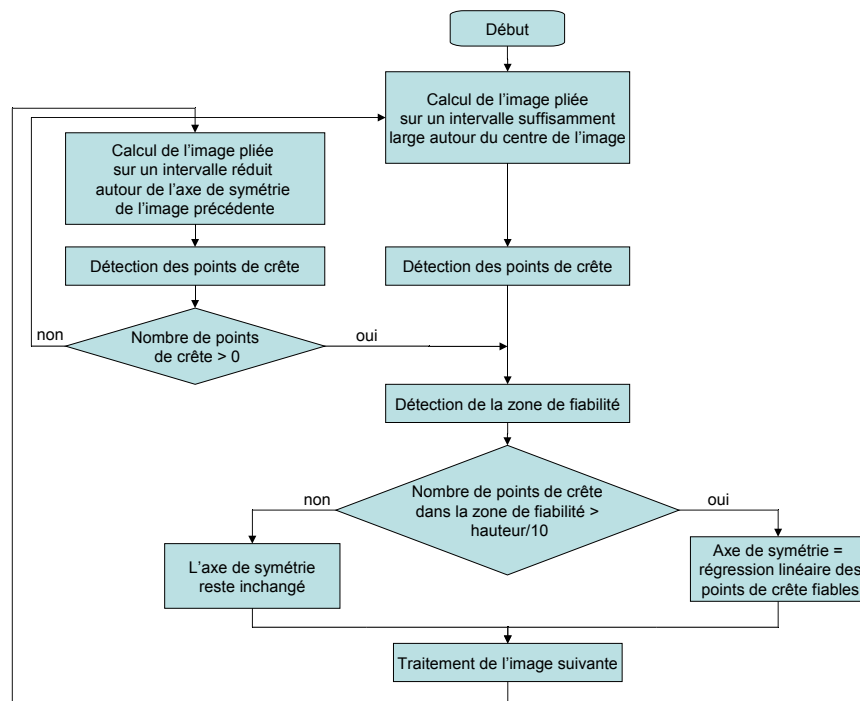 Début
Calcul de l'image pliée
sur un intervalle suffisamment
large autour du centre de l'image
Calcul de l'image pliée
sur un intervalle réduit
autour de l'axe de symétrie
de l'image précédente
Détection des points de crête
Détection des points de crête
non
Nombre de points
de crête > 0
oui
Détection de la zone de fiabilité
non
Nombre de points de crête
dans la zone de fiabilité >
hauteur/10
oui
L'axe de symétrie
reste inchangé
Axe de symétrie =
régression linéaire des
points de crête fiables
Traitement de l'image suivante